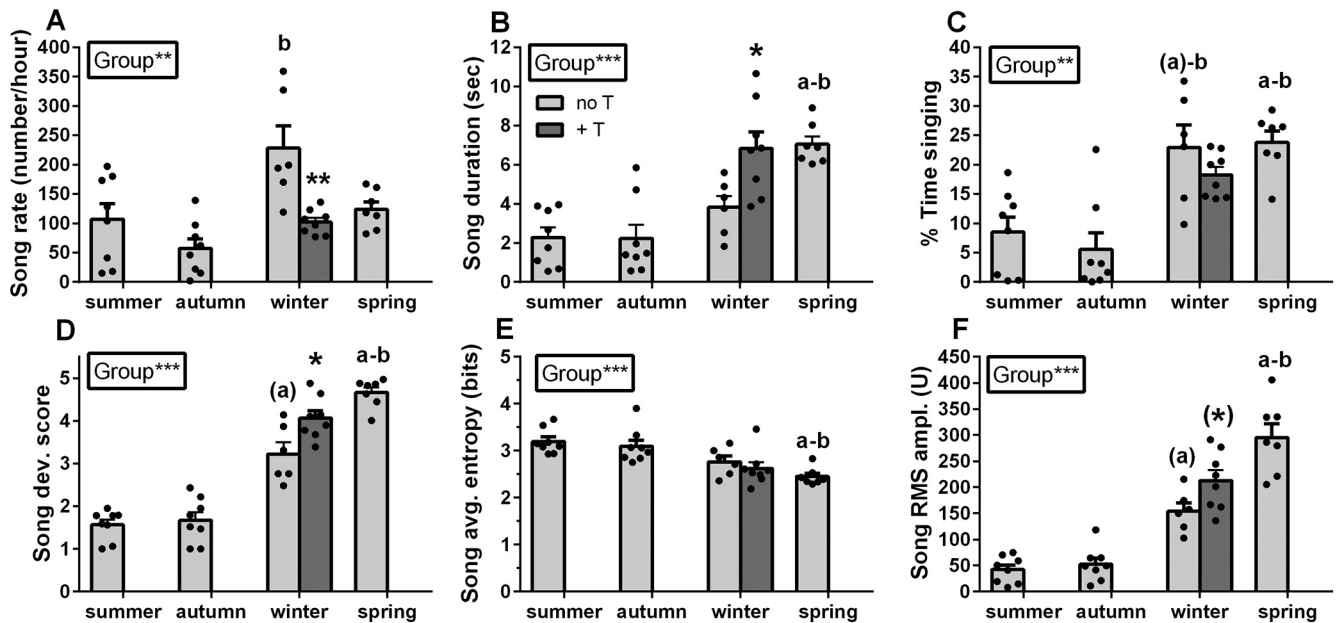 A
Song rate (number/hour)
400
350
300
250
200
150
100
50
0
Group**
b
**
summer autumn winter spring
B
Song duration (sec)
12
10
8
6
4
2
0
Group***
no T
+ T
*
a-b
summer autumn winter spring
C
% Time singing
40
35
30
25
20
15
10
5
0
Group**
(a)-b
a-b
summer autumn winter spring
D
Song dev. score
5
4
3
2
1
0
Group***
(a)
*
a-b
summer autumn winter spring
E
Song avg. entropy (bits)
5
4
3
2
1
0
Group***
a-b
summer autumn winter spring
F
Song RMS ampl. (U)
450
400
350
300
250
200
150
100
50
0
Group***
(a)
(*)
a-b
summer autumn winter spring